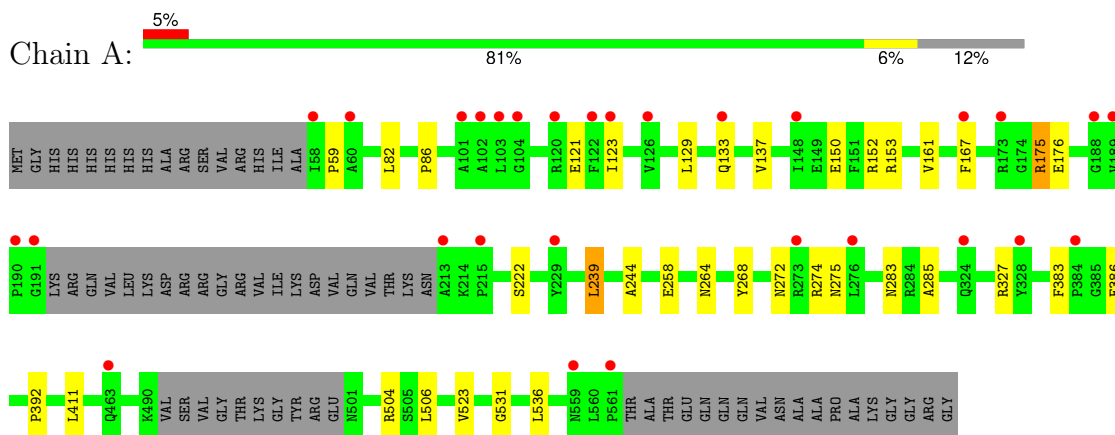 5%
Chain A:
81% 6% 12%
MET GLY HIS HIS HIS HIS HIS HIS HIS ALA ARG SER VAL ARG HIS ILE ALA I58 P59 A60 L82 P86 A101 A102 L103 G104 R120 E121 F122 I123 V126 L129 Q133 V137 I148 E149 E150 F151 R152 R153 V161 F167 R173 G174 R175 E176 G188 V189
P190 G191 LYS ARG GLN VAL LEU LYS ASP ARG ARG GLY ARG VAL ILE LYS ASP VAL GLN VAL THR LYS ASN A213 K214 P215 S222 Y229 L239 A244 E258 N264 Y268 N272 R273 R274 N275 L276 N283 R284 A285 Q324 R327 Y328 F383 P384 G385
P392 L411 Q463 K490 VAL SER VAL GLY THR LYS GLY TYR ARG GLU N501 R504 S505 L506 V523 G531 L536 N559 L560 P561 THR ALA THR GLU GLN GLN GLN VAL ASN ALA ALA PRO ALA LYS GLY GLY ARG GLY